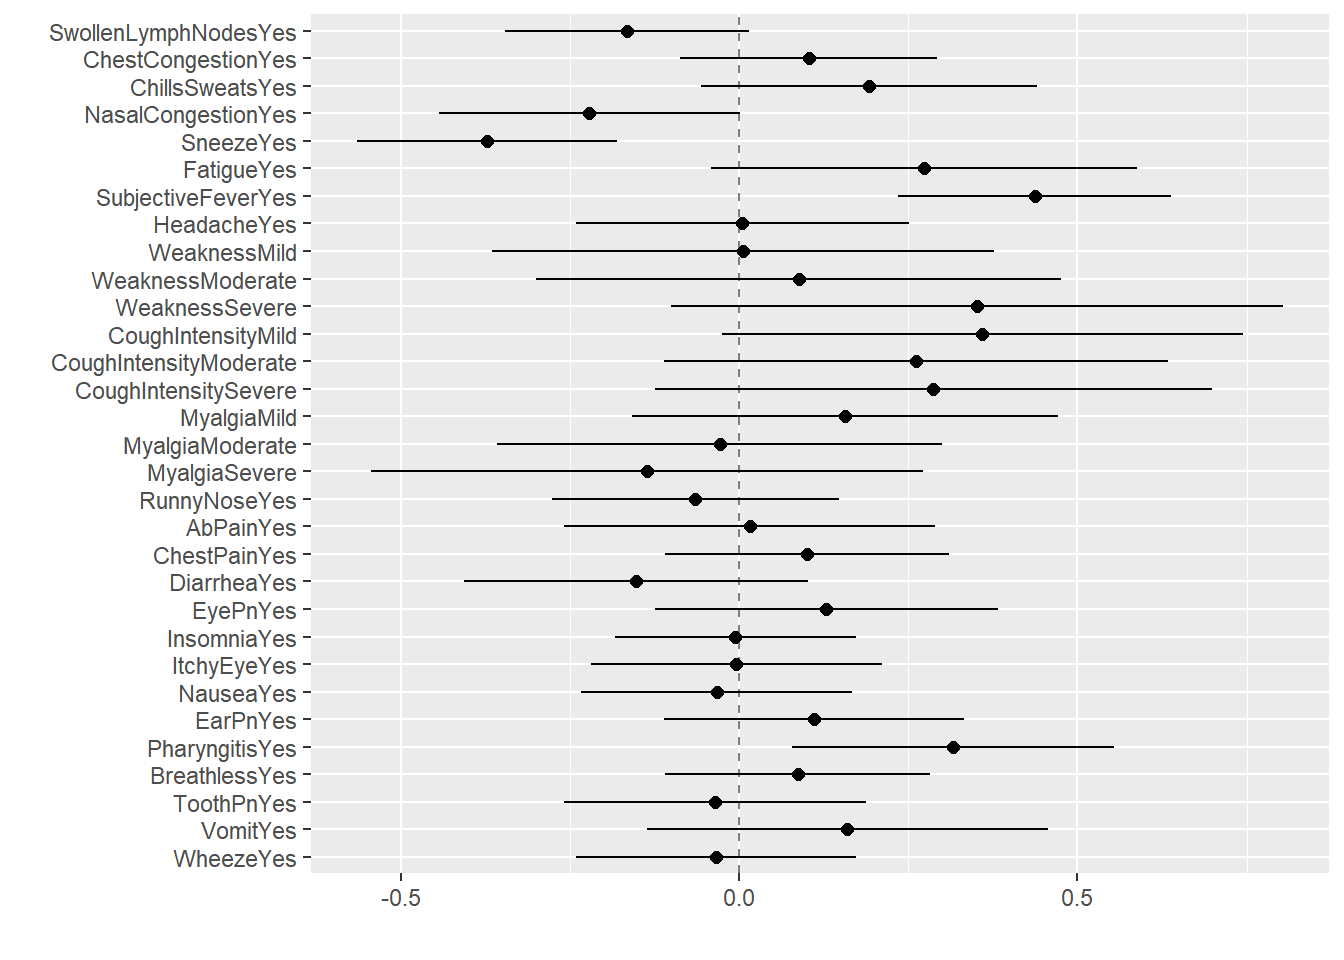 SwollenLymphNodesYes
ChestCongestionYes
ChillsSweatsYes
NasalCongestionYes
SneezeYes
FatigueYes
SubjectiveFeverYes
HeadacheYes
WeaknessMild
WeaknessModerate
WeaknessSevere
CoughIntensityMild
CoughIntensityModerate
CoughIntensitySevere
MyalgiaMild
MyalgiaModerate
MyalgiaSevere
RunnyNoseYes
AbPainYes
ChestPainYes
DiarrheaYes
EyePnYes
InsomniaYes
ItchyEyeYes
NauseaYes
EarPnYes
PharyngitisYes
BreathlessYes
ToothPnYes
VomitYes
WheezeYes
-0.5 0.0 0.5